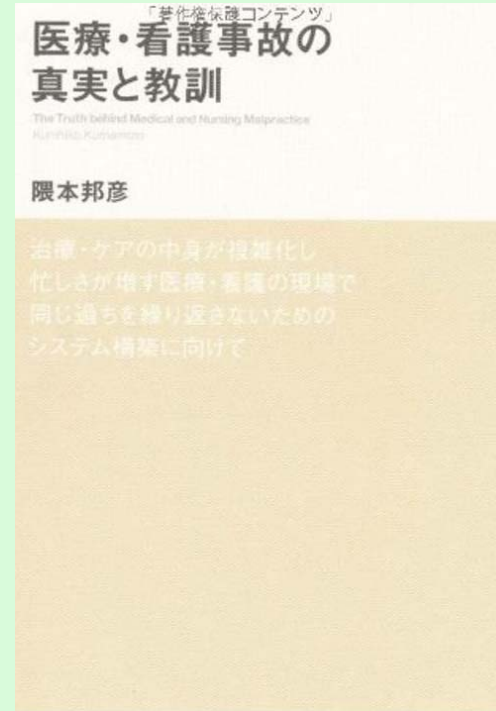 「著作権保護コンテンツ」
医療・看護事故の
真実と教訓
The Truth behind Medical and Nursing Malpractice
Kunihiko Kumamoto
隈本邦彦
治療・ケアの中身が複雑化し
忙しさが増す医療・看護の現場で
同じ過ちを繰り返さないための
システム構築に向けて